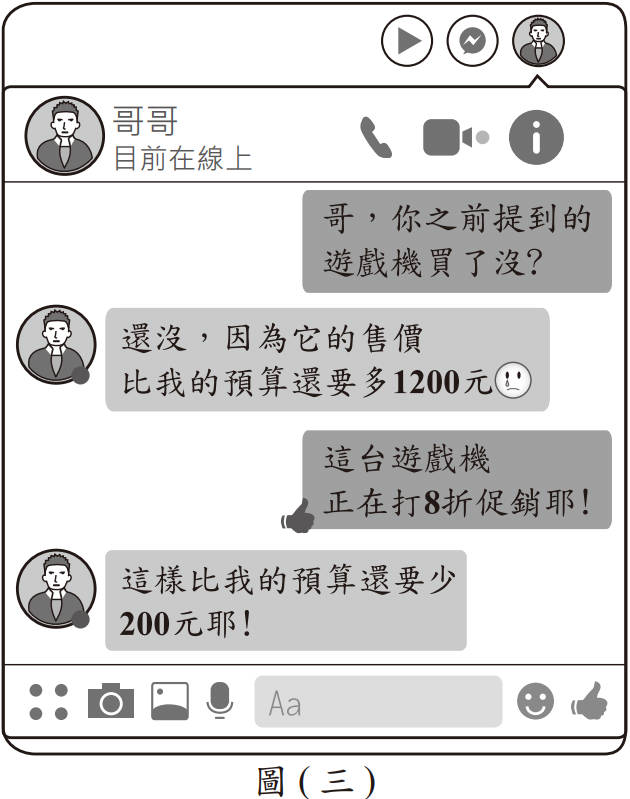 哥哥
目前在線上
哥，你之前提到的
遊戲機買了沒?
還沒，因為它的售價
比我的預算還要多1200元
這台遊戲機
正在打8折促銷耶!
這樣比我的預算還要少
200元耶!
Aa
圖(三)